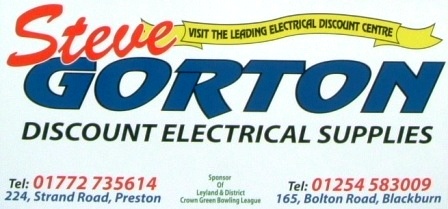 Steve
VISIT THE LEADING ELECTRICAL DISCOUNT CENTRE
GORTON
DISCOUNT ELECTRICAL SUPPLIES
Tel: 01772 735614
224, Strand Road, Preston
Sponsor
Of
Leyland & District
Crown Green Bowling League
Tel: 01254 583009
165, Bolton Road, Blackburn